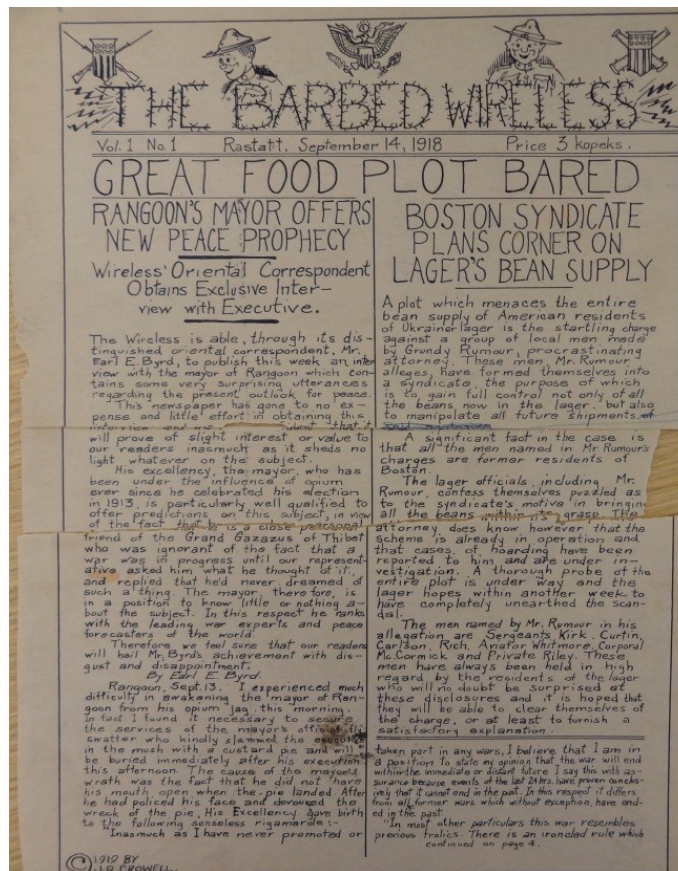 THE BARBED WIRELESS
Vol. 1 No. 1 Rastatt, September 14, 1918 Price 3 kopeks.
GREAT FOOD PLOT BARED
RANGOON'S MAYOR OFFERS
NEW PEACE PROPHECY
Wireless' Oriental Correspondent
Obtains Exclusive Inter-
view with Executive.
The Wireless is able, through its dis-
tinguished oriental correspondent, Mr.
Earl E. Byrd, to publish this week an inter
view with the mayor of Rangoon which con-
tains some very surprising utterances
regarding the present outlook for peace.
This newspaper has gone to no ex-
pense and little effort in obtaining this
interview and that it
will prove of slight interest or value to
our readers inasmuch as it sheds no
light whatever on the subject.
His excellency, the mayor, who has
been under the influence of opium
ever since he celebrated his election
in 1913, is particularly well qualified to
offer predictions on this subject, in view
of the fact that he is a close personal
friend of the Grand Gazazus of Thibet
who was ignorant of the fact that a
war was in progress until our represent-
ative asked him what he thought of it,
and replied that he'd never dreamed of
such a thing. The mayor, therefore, is
in a position to know little or nothing a-
bout the subject. In this respect he ranks
with the leading war experts and peace
forecasters of the world.
Therefore we feel sure that our readers
will hail Mr. Byrd's achievement with dis-
gust and disappointment.
By Earl E. Byrd.
Rangoon, Sept. 13. I experienced much
difficulty in awakening the mayor of Ran-
goon from his opium jag, this morning.
In fact I found it necessary to secure
the services of the mayor's official fly
swatter who kindly slammed the executive
in the mush with a custard pie and will
be buried immediately after his execution
this afternoon. The cause of the mayor's
wrath was the fact that he did not have
his mouth open when the pie landed. After
he had policed his face and devoured the
wreck of the pie, His Excellency gave birth
to the following senseless rigamarole:-
"Inasmuch as I have never promoted or
© 1918 BY
J.R. CROWELL.
BOSTON SYNDICATE
PLANS CORNER ON
LAGER'S BEAN SUPPLY
A plot which menaces the entire
bean supply of American residents
of Ukrainer lager is the startling charge
against a group of local men made
by Grundy Rumour, procrastinating
attorney. These men, Mr. Rumour
alleges, have formed themselves into
a syndicate, the purpose of which
is to gain full control not only of all
the beans now in the lager, but also
to manipulate all future shipments of
A significant fact in the case is
that all the men named in Mr Rumour's
charges are former residents of
Boston.
The lager officials, including Mr.
Rumour, confess themselves puzzled as
to the syndicate's motive in bringing
all the beans within its grasp. The
attorney does know however that the
scheme is already in operation and
that cases of hoarding have been
reported to him and are under in-
vestigation. A thorough probe of the
entire plot is under way and the
lager hopes within another week to
have completely unearthed the scan-
dal.
The men named by Mr. Rumour in his
allegation are Sergeants Kirk, Curtin,
Carlson, Rich, Aviator Whitmore, Corporal
Mc.Cormick and Private Riley. These
men have always been held in high
regard by the residents of the lager
who will no doubt be surprised at
these disclosures and it is hoped that
they will be able to clear themselves of
the charge, or at least to furnish a
satisfactory explanation.
taken part in any wars, I believe that I am in
a position to state my opinion that the war will end
within the immediate or distant future. I say this with as-
surance because events of the last 24 hrs. have proven conclus-
ively that it cannot end in the past. In this respect it differs
from all former wars which without exception, have end-
ed in the past.
"In most other particulars this war resembles
previous frolics. There is an ironclad rule which
continued on page 4.